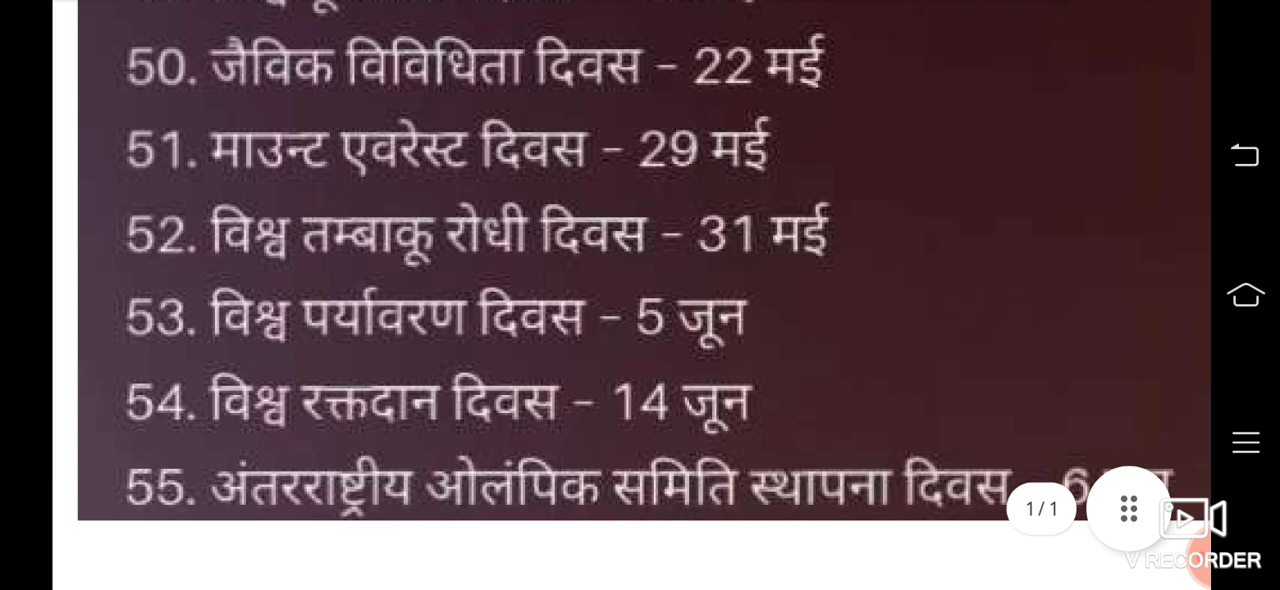 50. जैविक विविधिता दिवस - 22 मई
51. माउन्ट एवरेस्ट दिवस - 29 मई
52. विश्व तम्बाकू रोधी दिवस - 31 मई
53. विश्व पर्यावरण दिवस - 5 जून
54. विश्व रक्तदान दिवस - 14 जून
55. अंतरराष्ट्रीय ओलंपिक समिति स्थापना दिवस 6
1/1
V RECORDER